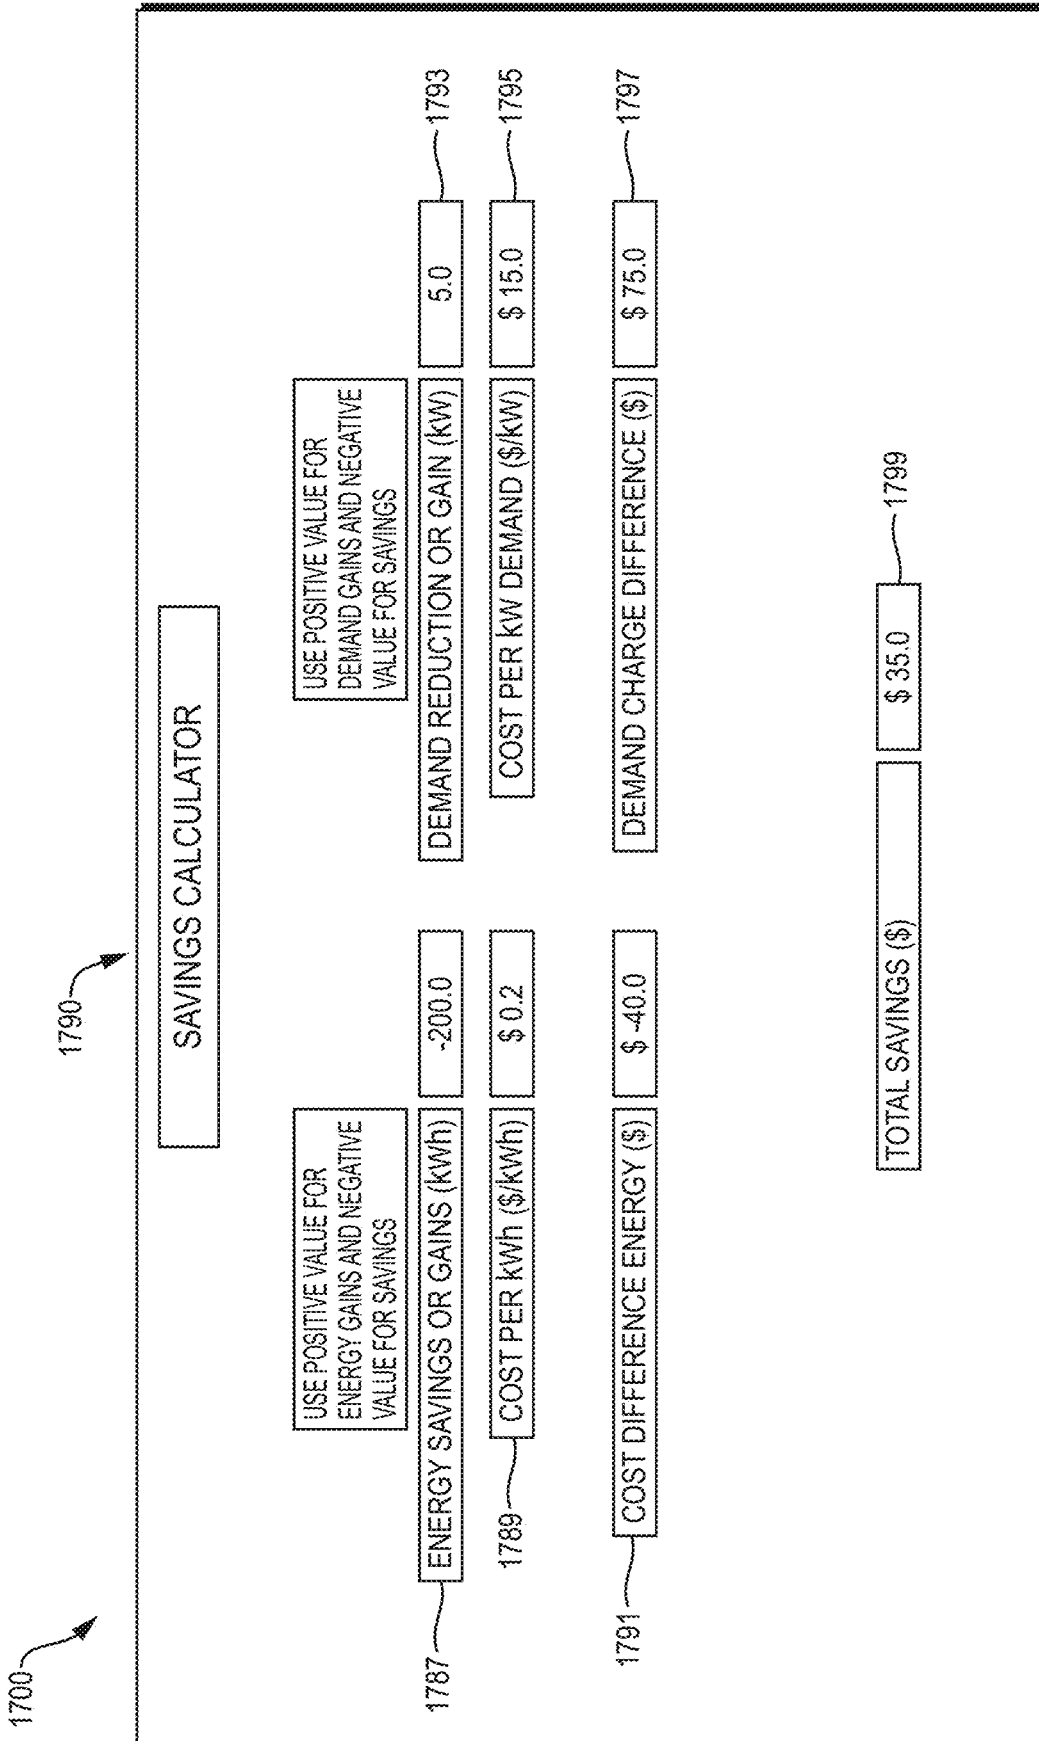 1700
1790
SAVINGS CALCULATOR
USE POSITIVE VALUE FOR
ENERGY GAINS AND NEGATIVE
VALUE FOR SAVINGS
1787
ENERGY SAVINGS OR GAINS (kWh)
-200.0
1789
COST PER kWh ($/kWh)
$ 0.2
1791
COST DIFFERENCE ENERGY ($)
$ -40.0
USE POSITIVE VALUE FOR
DEMAND GAINS AND NEGATIVE
VALUE FOR SAVINGS
DEMAND REDUCTION OR GAIN (kW)
5.0
1793
COST PER kW DEMAND ($/kW)
$ 15.0
1795
DEMAND CHARGE DIFFERENCE ($)
$ 75.0
1797
TOTAL SAVINGS ($)
$ 35.0
1799